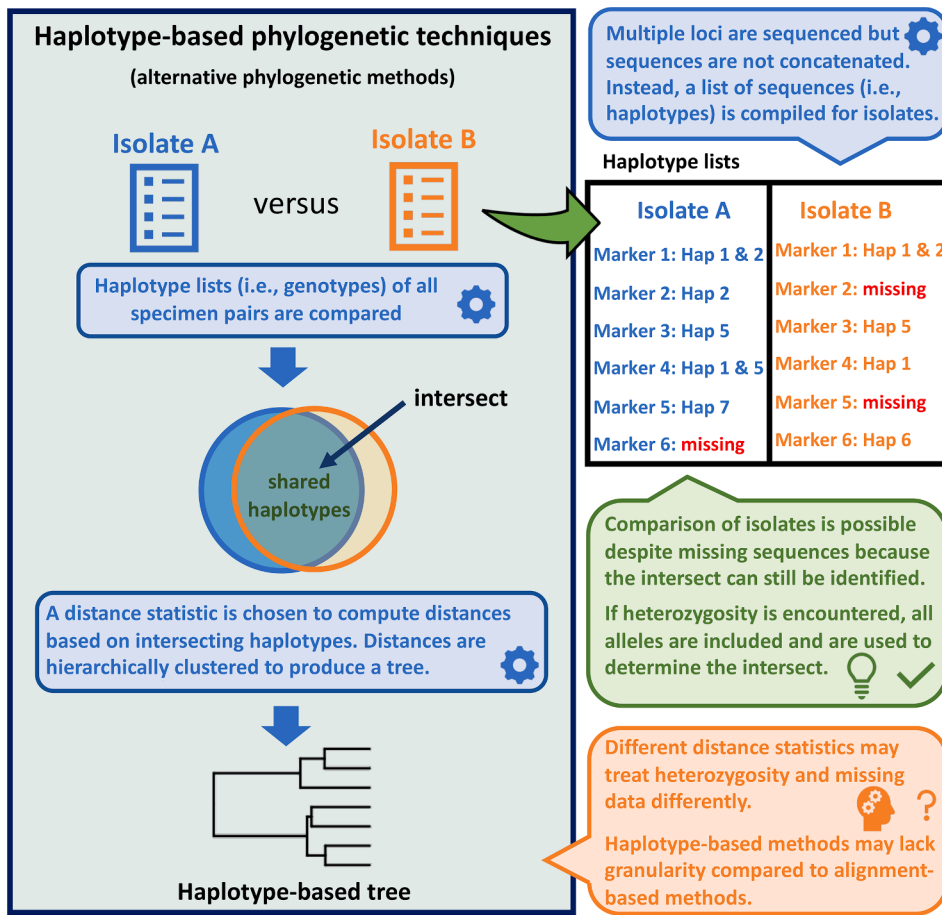 Haplotype-based phylogenetic techniques
(alternative phylogenetic methods)
Isolate A
versus
Isolate B
Haplotype lists (i.e., genotypes) of all
specimen pairs are compared
intersect
shared
haplotypes
A distance statistic is chosen to compute distances
based on intersecting haplotypes. Distances are
hierarchically clustered to produce a tree.
Haplotype-based tree
Multiple loci are sequenced but
sequences are not concatenated.
Instead, a list of sequences (i.e.,
haplotypes) is compiled for isolates.
Haplotype lists
Isolate A
Marker 1: Hap 1 & 2
Marker 2: Hap 2
Marker 3: Hap 5
Marker 4: Hap 1 & 5
Marker 5: Hap 7
Marker 6: missing
Isolate B
Marker 1: Hap 1 & 2
Marker 2: missing
Marker 3: Hap 5
Marker 4: Hap 1
Marker 5: missing
Marker 6: Hap 6
Comparison of isolates is possible
despite missing sequences because
the intersect can still be identified.
If heterozygosity is encountered, all
alleles are included and are used to
determine the intersect.
Different distance statistics may
treat heterozygosity and missing
data differently.
?
Haplotype-based methods may lack
granularity compared to alignment-
based methods.